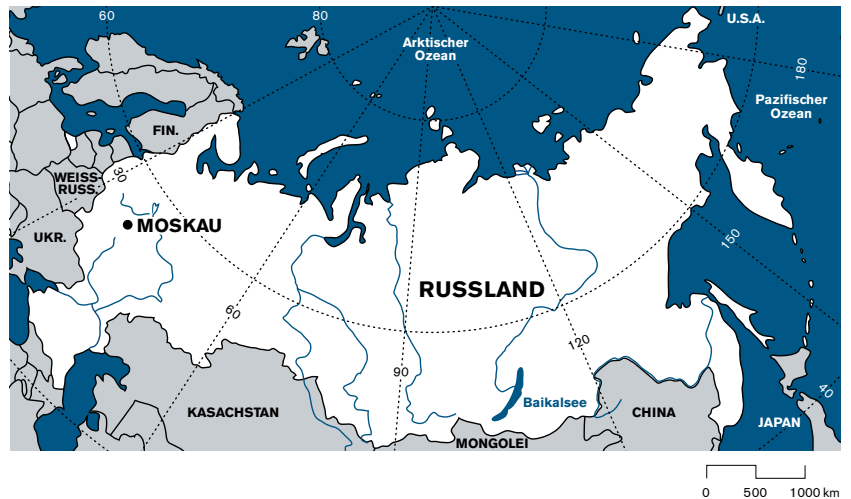 60
80
U.S.A.
Arktischer
Ozean
180
Pazifischer
Ozean
FIN.
WEISS-
RUSS.
30
MOSKAU
UKR.
150
RUSSLAND
60
120
90
Baikalsee
40
KASACHSTAN
CHINA
JAPAN
MONGOLEI
0 500 1000 km